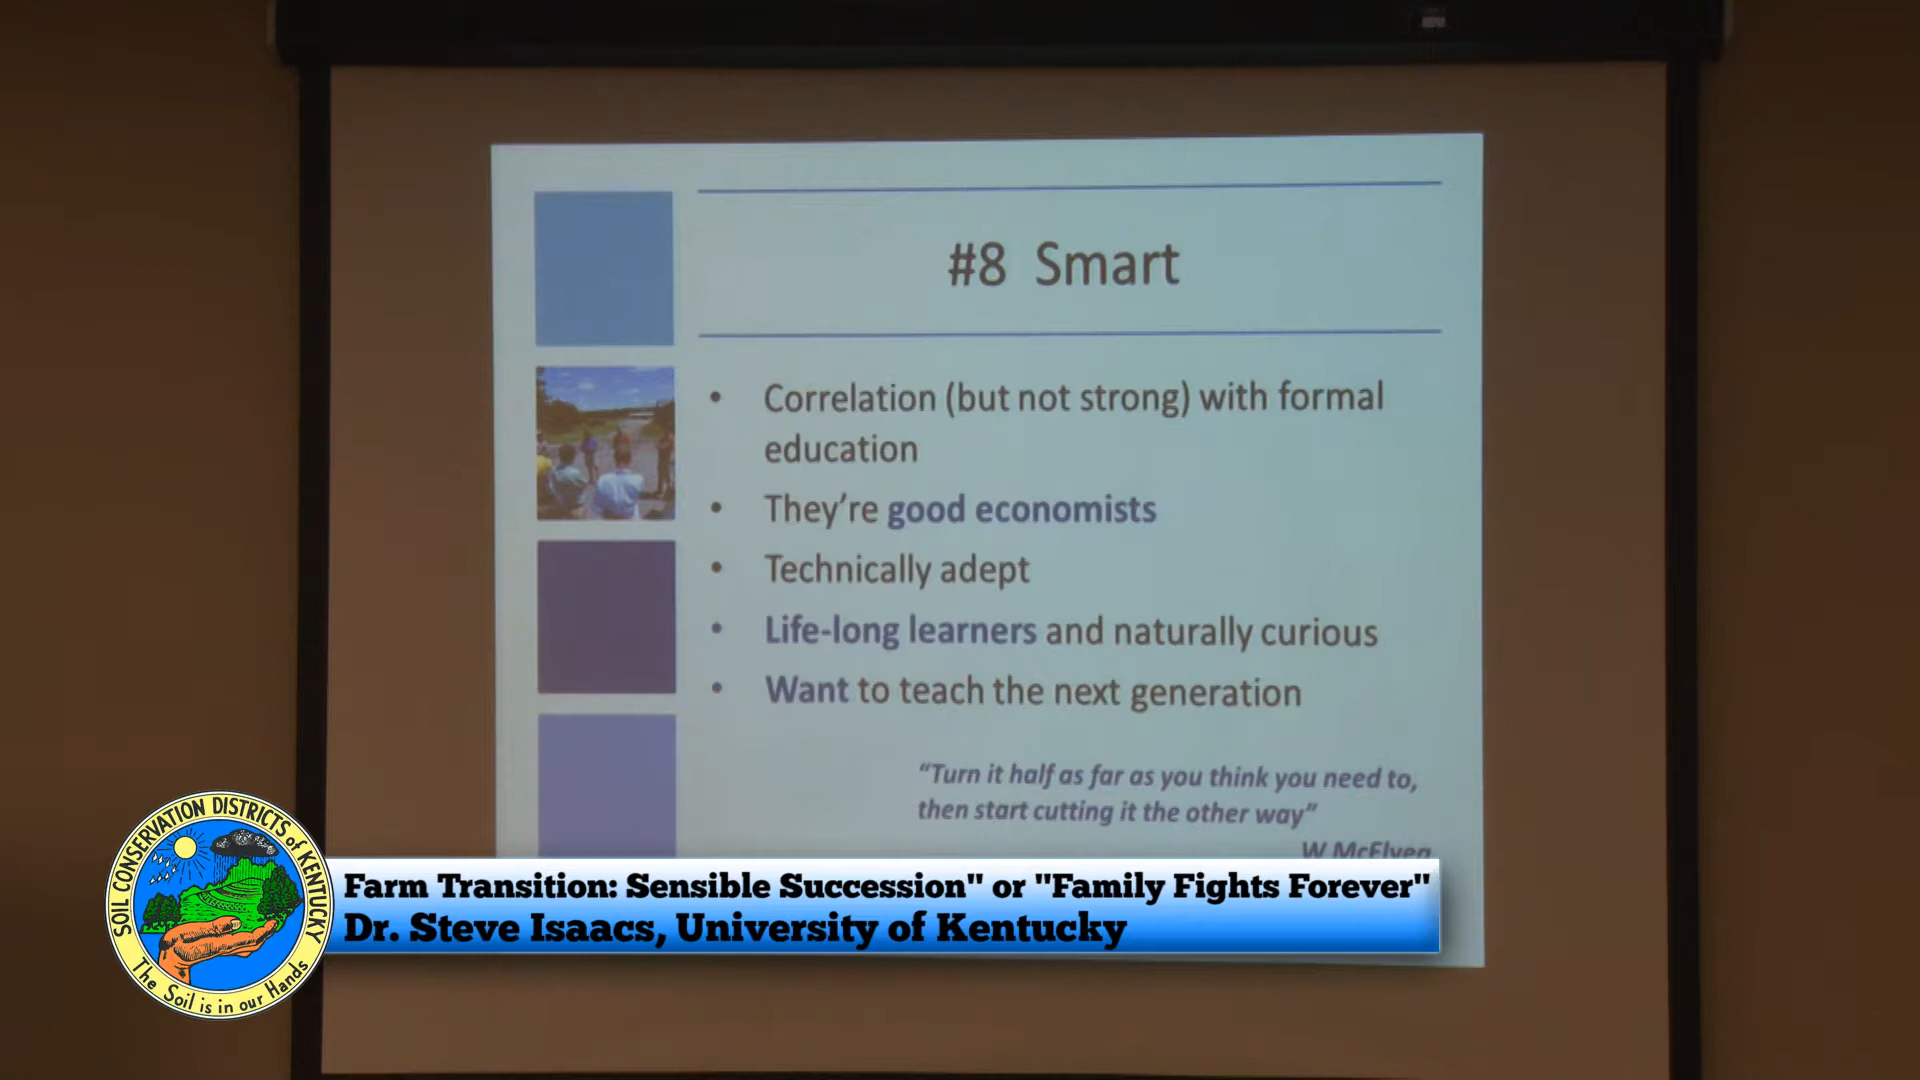 #8 Smart
• Correlation (but not strong) with formal
education
• They’re good economists
• Technically adept
• Life-long learners and naturally curious
• Want to teach the next generation
“Turn it half as far as you think you need to,
then start cutting it the other way”
W McElyen
SOIL CONSERVATION DISTRICTS of KENTUCKY
The Soil is in our Hands
Farm Transition: Sensible Succession" or "Family Fights Forever"
Dr. Steve Isaacs, University of Kentucky